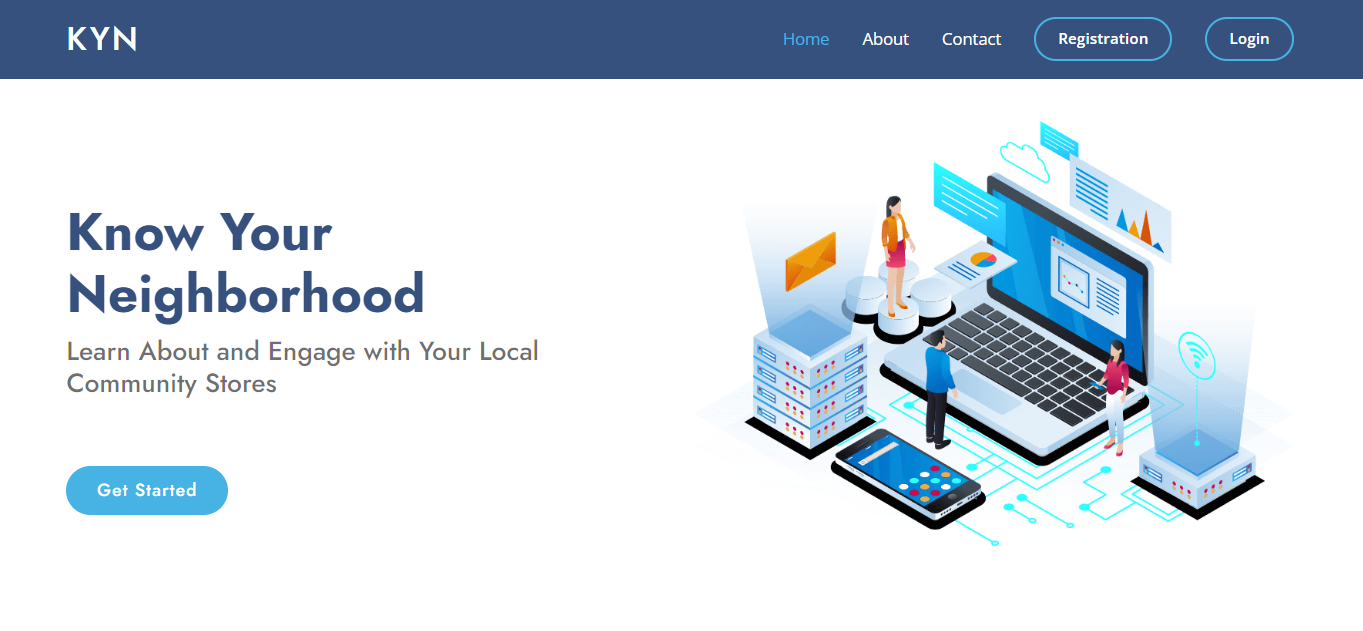 KYN
Home About Contact Registration Login
Know Your
Neighborhood
Learn About and Engage with Your Local
Community Stores
Get Started